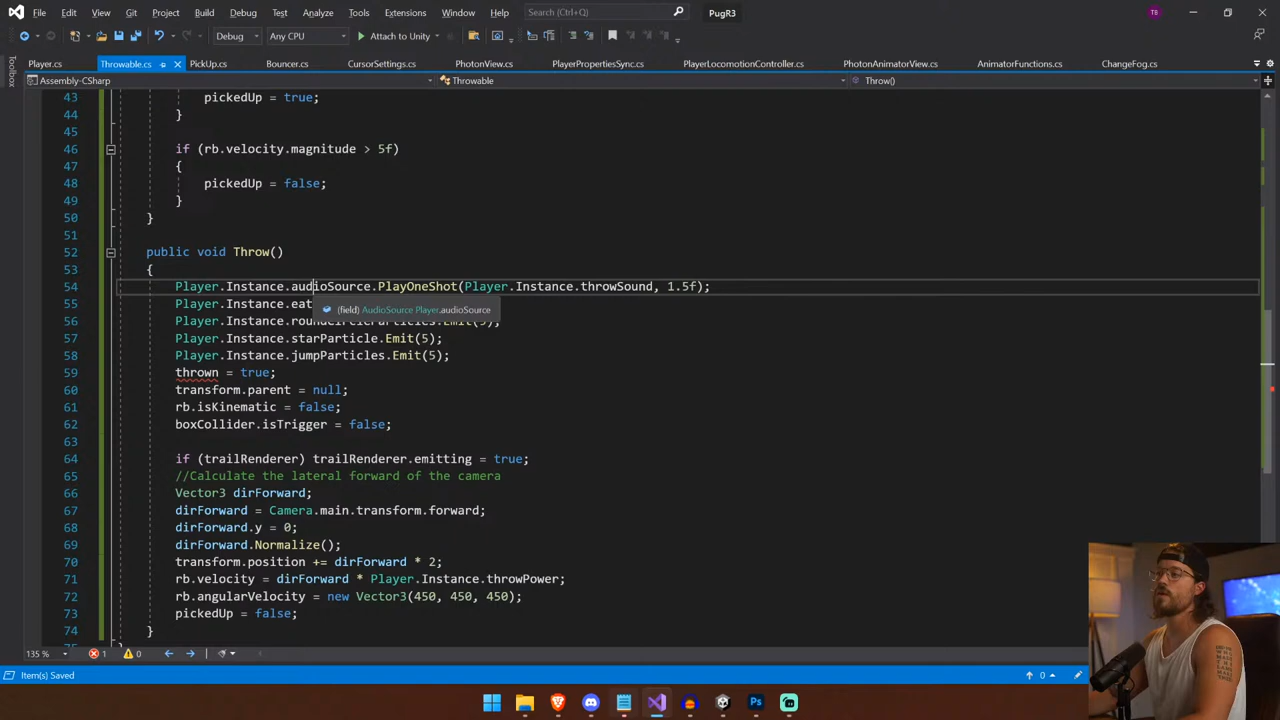 File Edit View Git Project Build Debug Test Analyze Tools Extensions Window Help Search (Ctrl+Q) PugR3 TB
Debug Any CPU Attach to Unity
Player.cs Throwable.cs PickUp.cs Bouncer.cs CursorSettings.cs PhotonView.cs PlayerPropertiesSync.cs PlayerLocomotionController.cs PhotonAnimatorView.cs AnimatorFunctions.cs ChangeFog.cs
Toolbox
Assembly-CSharp Throwable Throw()
43 pickedUp = true;
44 }
45
46 if (rb.velocity.magnitude > 5f)
47 {
48 pickedUp = false;
49 }
50 }
51
52 public void Throw()
53 {
54 Player.Instance.audioSource.PlayOneShot(Player.Instance.throwSound, 1.5f);
55 Player.Instance.eat
(field) AudioSource Player.audioSource
56
57 Player.Instance.starParticle.Emit(5);
58 Player.Instance.jumpParticles.Emit(5);
59 thrown = true;
60 transform.parent = null;
61 rb.isKinematic = false;
62 boxCollider.isTrigger = false;
63
64 if (trailRenderer) trailRenderer.emitting = true;
65 //Calculate the lateral forward of the camera
66 Vector3 dirForward;
67 dirForward = Camera.main.transform.forward;
68 dirForward.y = 0;
69 dirForward.Normalize();
70 transform.position += dirForward * 2;
71 rb.velocity = dirForward * Player.Instance.throwPower;
72 rb.angularVelocity = new Vector3(450, 450, 450);
73 pickedUp = false;
74 }
135 % 1 0
Item(s) Saved 0
Ps